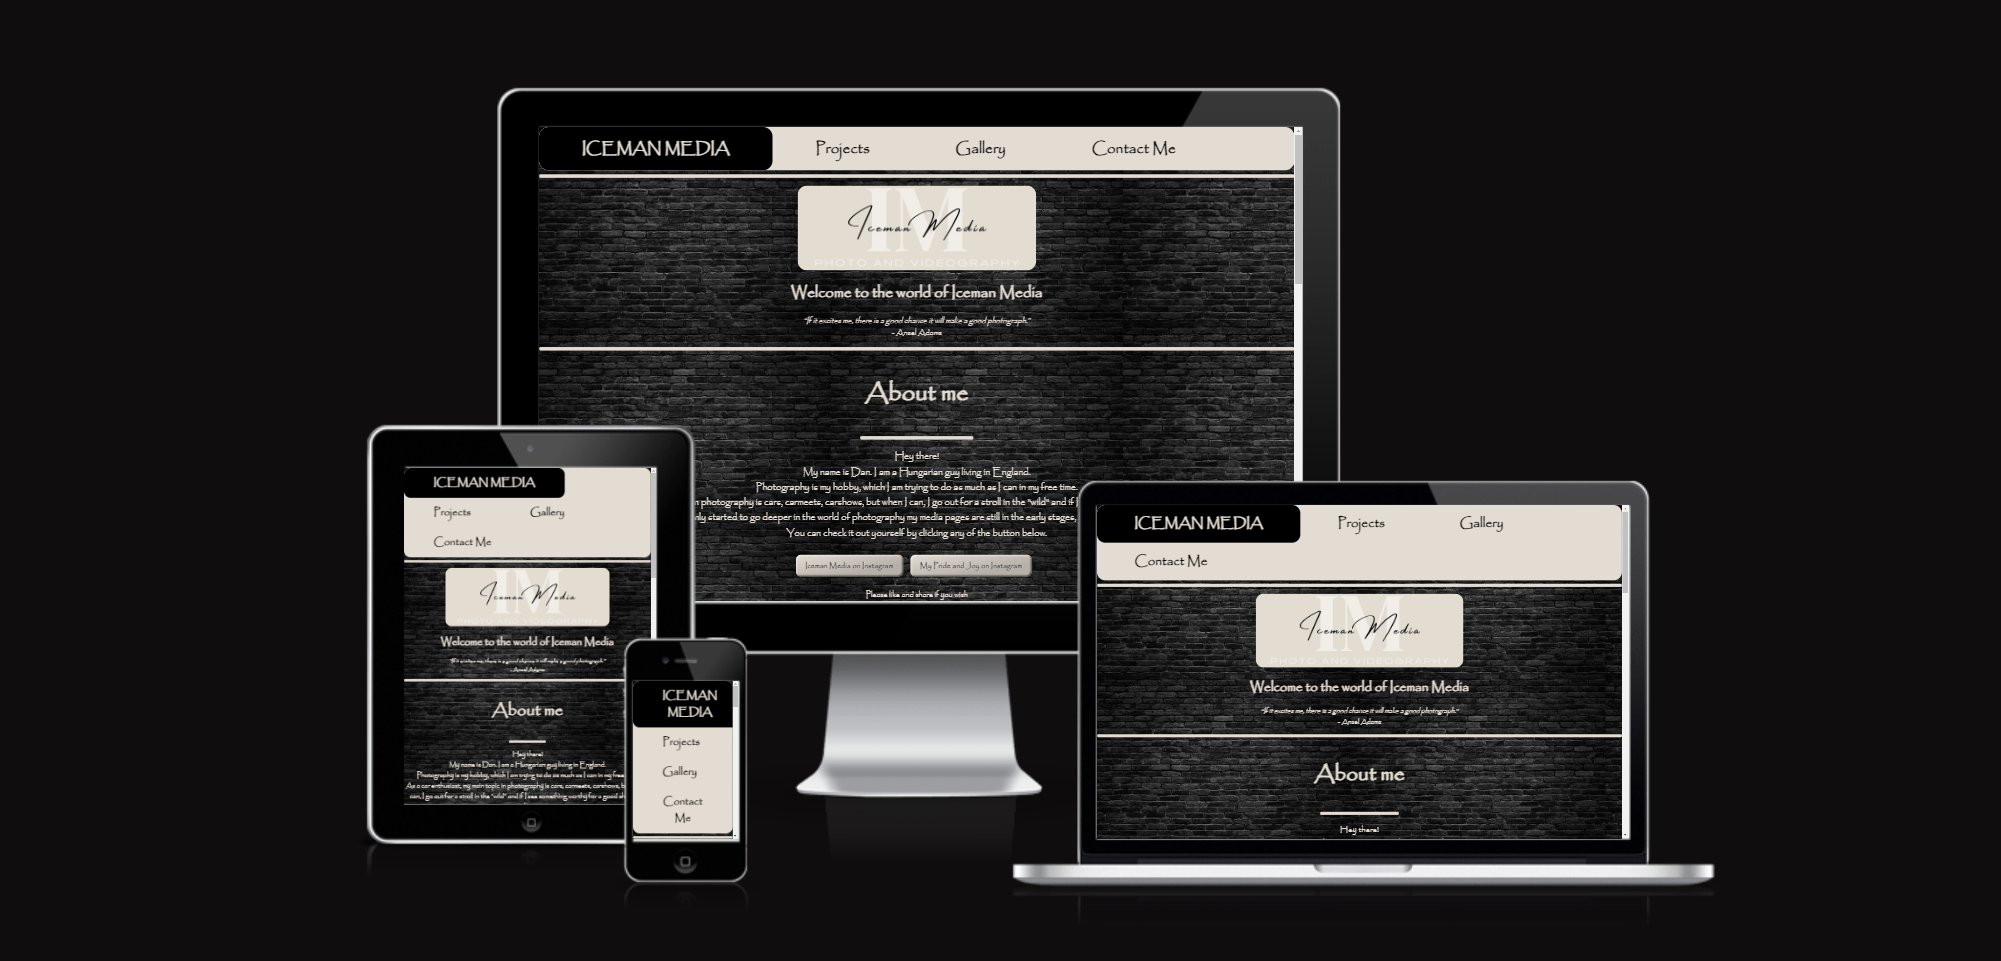 ICEMAN MEDIA
Projects
Gallery
Contact Me
IM
Iceman Media
PHOTO AND VIDEOGRAPHY
Welcome to the world of Iceman Media
"If it excites me, there is a good chance it will make a good photograph."
- Ansel Adams
About me
Hey there!
My name is Dan. I am a Hungarian guy living in England.
Photography is my hobby, which I am trying to do as much as I can in my free time.
n photography is cars, carmeets, carshows, but when I can, I go out for a stroll in the "wild" and if I
nly started to go deeper in the world of photography my media pages are still in the early stages,
You can check it out yourself by clicking any of the button below.
Iceman Media on Instagram
My Pride and Joy on Instagram
Please like and share if you wish
ICEMAN MEDIA
Projects
Gallery
Contact Me
IM
Iceman Media
PHOTO AND VIDEOGRAPHY
Welcome to the world of Iceman Media
"If it excites me, there is a good chance it will make a good photograph."
- Ansel Adams
About me
Hey there!
My name is Dan. I am a Hungarian guy living in England.
Photography is my hobby, which I am trying to do as much as I can in my free
As a car enthusiast, my main topic in photography is cars, carmeets, carshows, b
can, I go out for a stroll in the "wild" and if I see something worthy for a good sh
ICEMAN
MEDIA
Projects
Gallery
Contact
Me
ICEMAN MEDIA
Projects
Gallery
Contact Me
IM
Iceman Media
PHOTO AND VIDEOGRAPHY
Welcome to the world of Iceman Media
"If it excites me, there is a good chance it will make a good photograph."
- Ansel Adams
About me
Hey there!